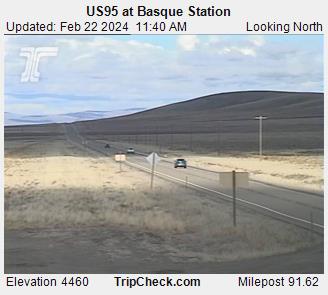 US95 at Basque Station
Updated: Feb 22 2024 11:40 AM Looking North
Elevation 4460 TripCheck.com Milepost 91.62